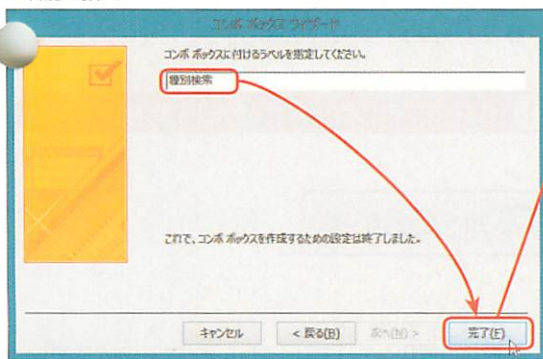 コンボ ボックス ウィザード
コンボ ボックスに付けるラベルを指定してください。
種別検索
これで、コンボ ボックスを作成するための設定は終了しました。
キャンセル
< 戻る(B)
次へ(N) >
完了(F)